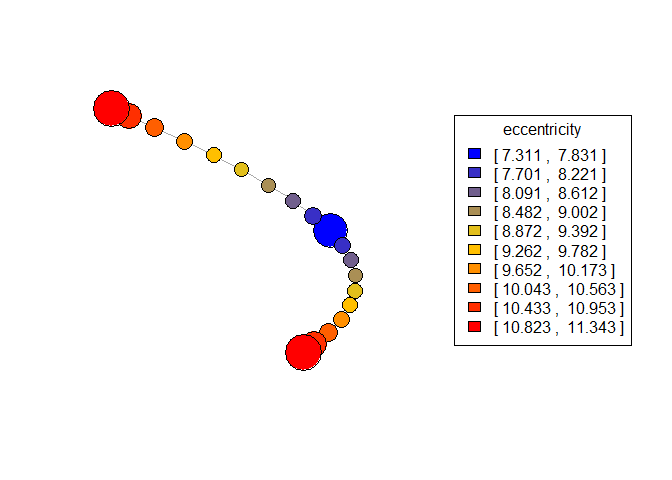 eccentricity
[ 7.311 , 7.831 ]
[ 7.701 , 8.221 ]
[ 8.091 , 8.612 ]
[ 8.482 , 9.002 ]
[ 8.872 , 9.392 ]
[ 9.262 , 9.782 ]
[ 9.652 , 10.173 ]
[ 10.043 , 10.563 ]
[ 10.433 , 10.953 ]
[ 10.823 , 11.343 ]